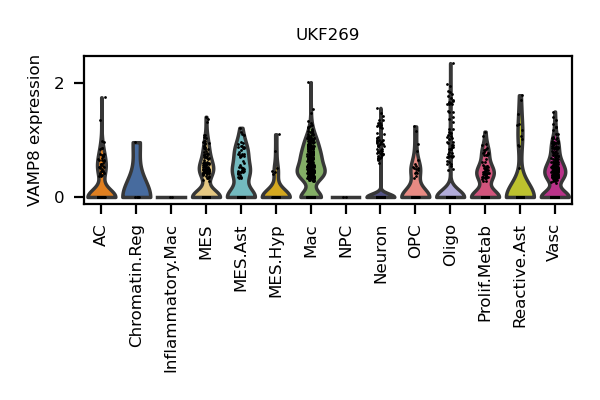 UKF269
VAMP8 expression
2
0
AC
Chromatin.Reg
Inflammatory.Mac
MES
MES.Ast
MES.Hyp
Mac
NPC
Neuron
OPC
Oligo
Prolif.Metab
Reactive.Ast
Vasc